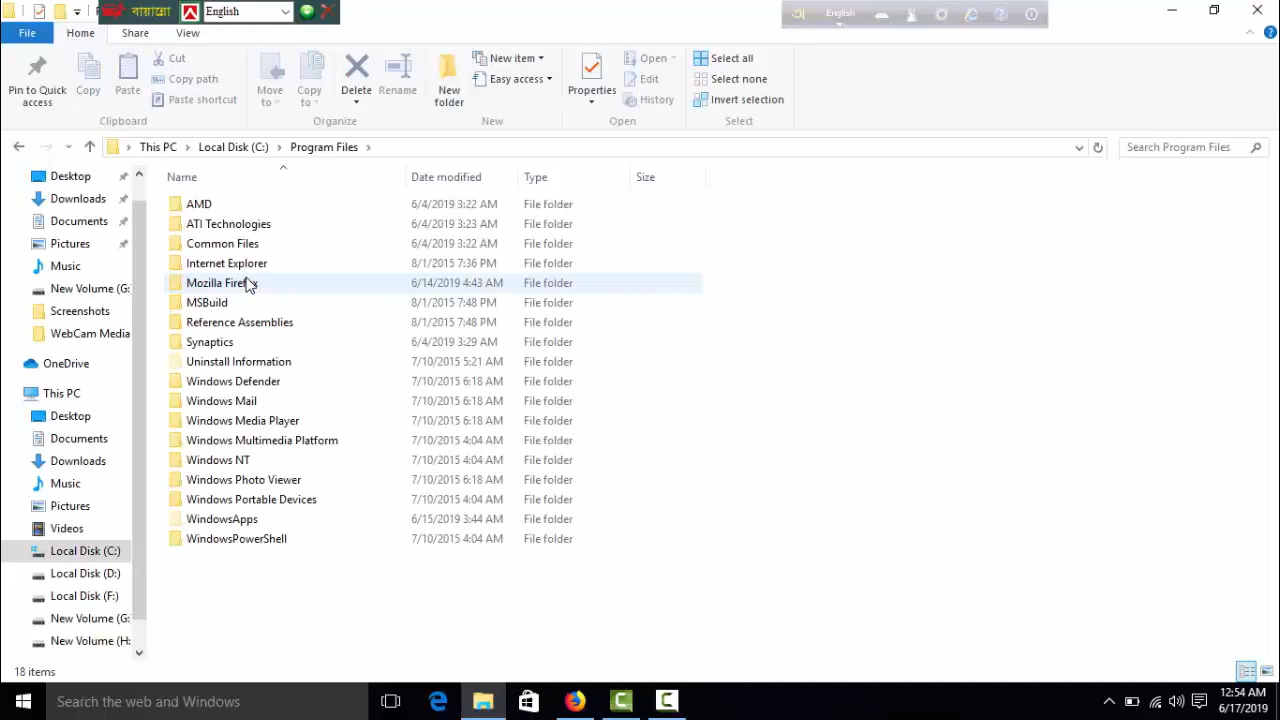 বায়ান্নো English English
File Home Share View
Pin to Quick access Copy Paste Cut Copy path Paste shortcut Clipboard
Move to Copy to Delete Rename Organize
New folder New item Easy access New
Properties Open Edit History Open
Select all Select none Invert selection Select
This PC Local Disk (C:) Program Files Search Program Files
Desktop
Downloads
Documents
Pictures
Music
New Volume (G:
Screenshots
WebCam Media
OneDrive
This PC
Desktop
Documents
Downloads
Music
Pictures
Videos
Local Disk (C:)
Local Disk (D:)
Local Disk (F:)
New Volume (G:
New Volume (H:
Name Date modified Type Size
AMD 6/4/2019 3:22 AM File folder
ATI Technologies 6/4/2019 3:23 AM File folder
Common Files 6/4/2019 3:22 AM File folder
Internet Explorer 8/1/2015 7:36 PM File folder
Mozilla Firefox 6/14/2019 4:43 AM File folder
MSBuild 8/1/2015 7:48 PM File folder
Reference Assemblies 8/1/2015 7:48 PM File folder
Synaptics 6/4/2019 3:29 AM File folder
Uninstall Information 7/10/2015 5:21 AM File folder
Windows Defender 7/10/2015 6:18 AM File folder
Windows Mail 7/10/2015 6:18 AM File folder
Windows Media Player 7/10/2015 6:18 AM File folder
Windows Multimedia Platform 7/10/2015 4:04 AM File folder
Windows NT 7/10/2015 4:04 AM File folder
Windows Photo Viewer 7/10/2015 6:18 AM File folder
Windows Portable Devices 7/10/2015 4:04 AM File folder
WindowsApps 6/15/2019 3:44 AM File folder
WindowsPowerShell 7/10/2015 4:04 AM File folder
18 items
Search the web and Windows
12:54 AM
6/17/2019